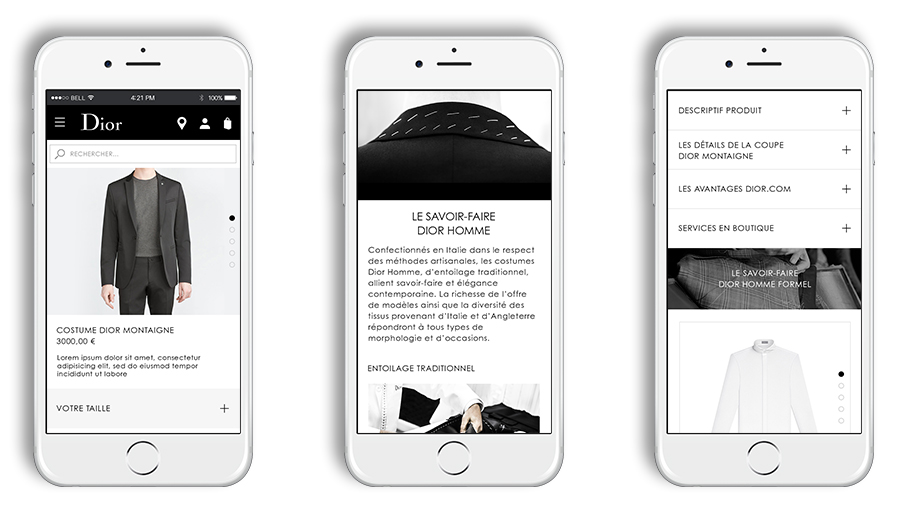 BELL 4:21 PM 100%
Dior
RECHERCHER...
COSTUME DIOR MONTAIGNE
3000,00 €
Lorem ipsum dolor sit amet, consectetur
adipiscing elit, sed do eiusmod tempor
incididunt ut labore
VOTRE TAILLE
LE SAVOIR-FAIRE
DIOR HOMME
Confectionnés en Italie dans le respect
des méthodes artisanales, les costumes
Dior Homme, d'entoilage traditionnel,
allient savoir-faire et élégance
contemporaine. La richesse de l'offre
de modèles ainsi que la diversité des
tissus provenant d'Italie et d'Angleterre
répondront à tous types de
morphologie et d'occasions.
ENTOILAGE TRADITIONNEL
DESCRIPTIF PRODUIT
LES DÉTAILS DE LA COUPE
DIOR MONTAIGNE
LES AVANTAGES DIOR.COM
SERVICES EN BOUTIQUE
LE SAVOIR-FAIRE
DIOR HOMME FORMEL